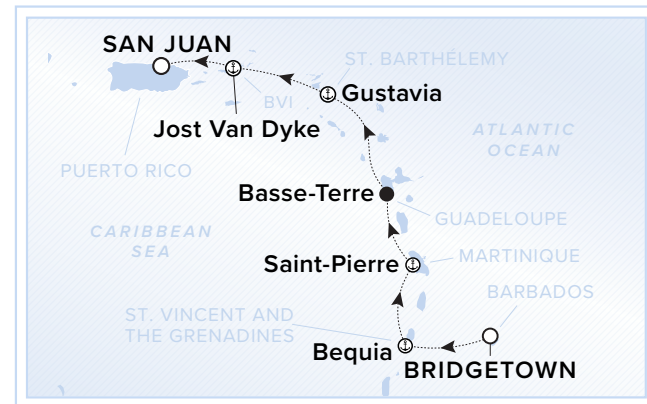 SAN JUAN
ST. BARTHÉLEMY
Gustavia
BVI
Jost Van Dyke
ATLANTIC
OCEAN
PUERTO RICO
Basse-Terre
GUADELOUPE
CARIBBEAN
SEA
Saint-Pierre
MARTINIQUE
BARBADOS
ST. VINCENT AND
THE GRENADINES
Bequia
BRIDGETOWN